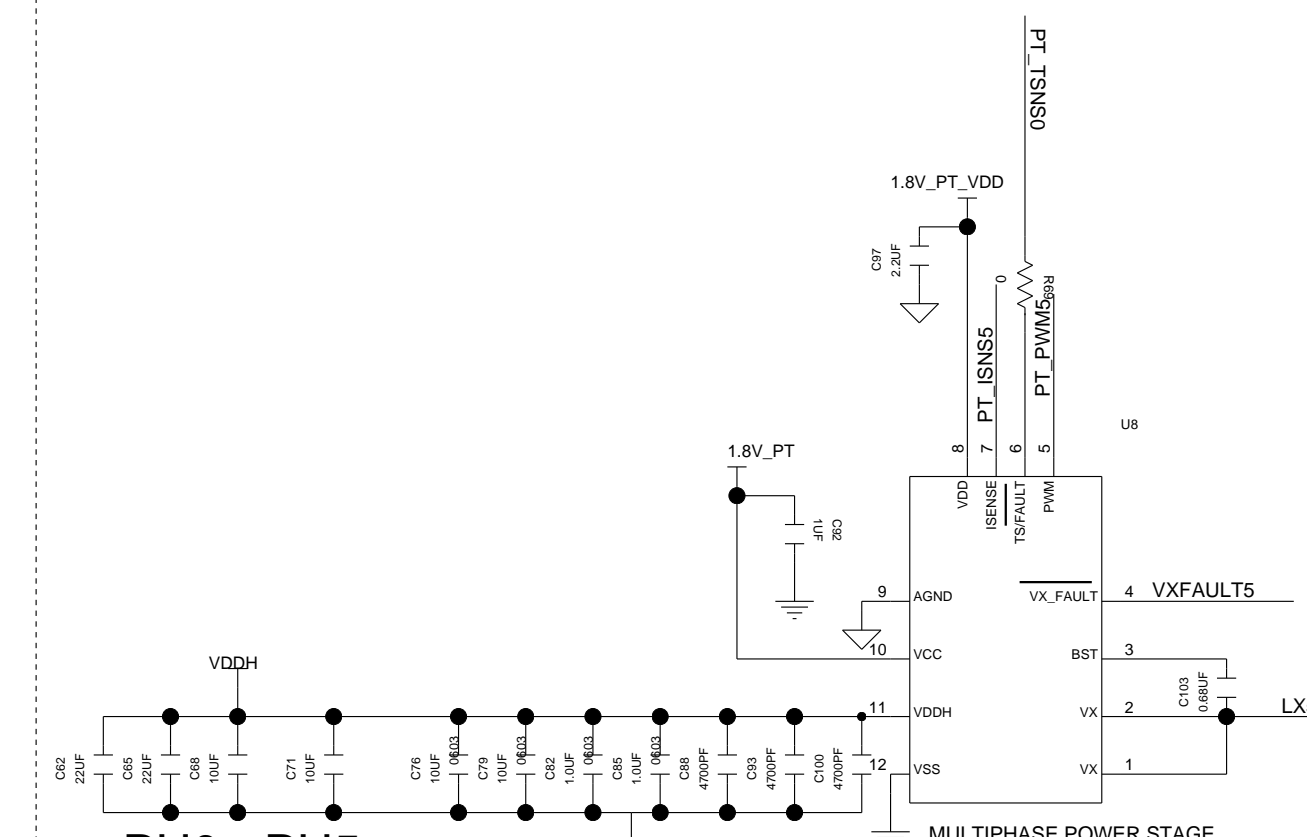 PT_TSNS0
1.8V_PT_VDD
C97
2.2UF
0
R69
PT_ISNS5
PT_PWM5
U8
8
7
6
5
VDD
ISENSE
TS/FAULT
PWM
1.8V_PT
1UF
C92
9
AGND
VX_FAULT
4
VXFAULT5
10
VCC
BST
3
C103
0.68UF
VDDH
11
VDDH
VX
2
LX
12
VSS
VX
1
C62
22UF
C65
22UF
C68
10UF
C71
10UF
C76
10UF
0603
C79
10UF
0603
C82
1.0UF
0603
C85
1.0UF
0603
C88
4700PF
C93
4700PF
C100
4700PF
MULTIPHASE POWER STAGE